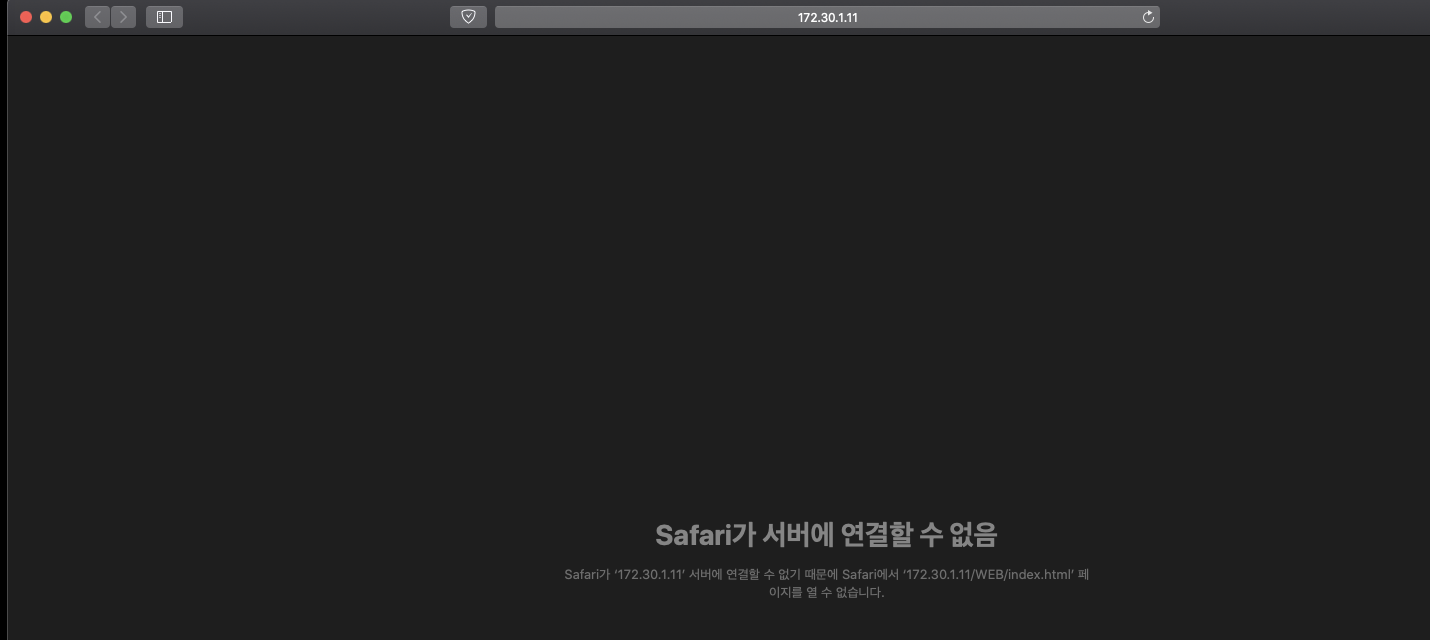 172.30.1.11
Safari가 서버에 연결할 수 없음
Safari가 ‘172.30.1.11’ 서버에 연결할 수 없기 때문에 Safari에서 ‘172.30.1.11/WEB/index.html’ 페
이지를 열 수 없습니다.